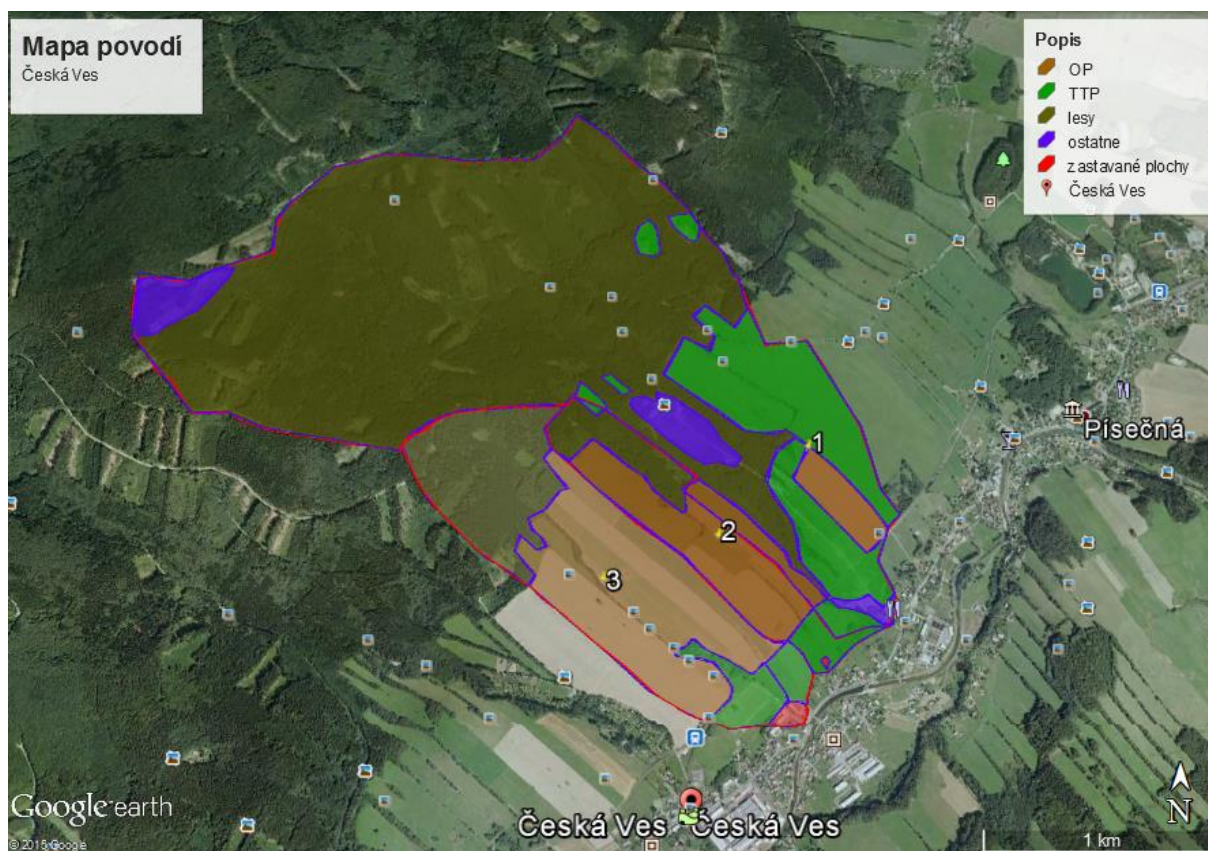 Mapa povodí
Česká Ves
Popis
OP
TTP
lesy
ostatne
zastavané plochy
Česká Ves
1
Písečná
2
3
Česká Ves
Česká Ves
N
Google earth
1 km
© 2015 Google